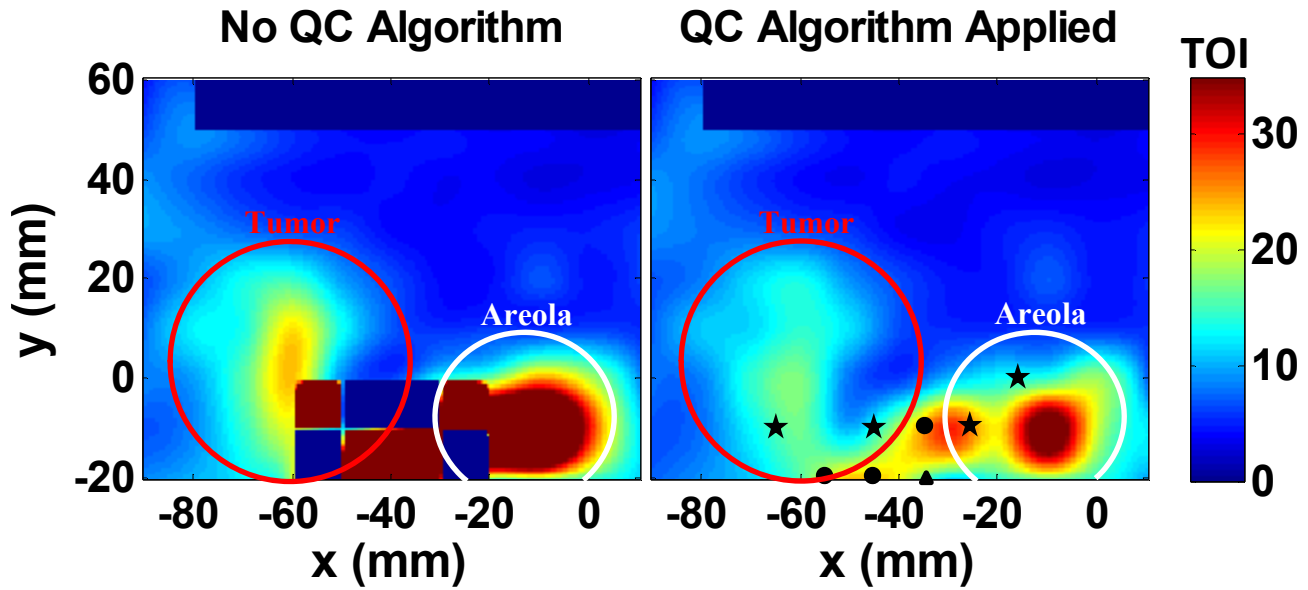 No QC Algorithm
QC Algorithm Applied
TOI
60
40
20
0
-20
y (mm)
Tumor
Areola
Tumor
Areola
30
20
10
0
-80 -60 -40 -20 0
-80 -60 -40 -20 0
x (mm)
x (mm)